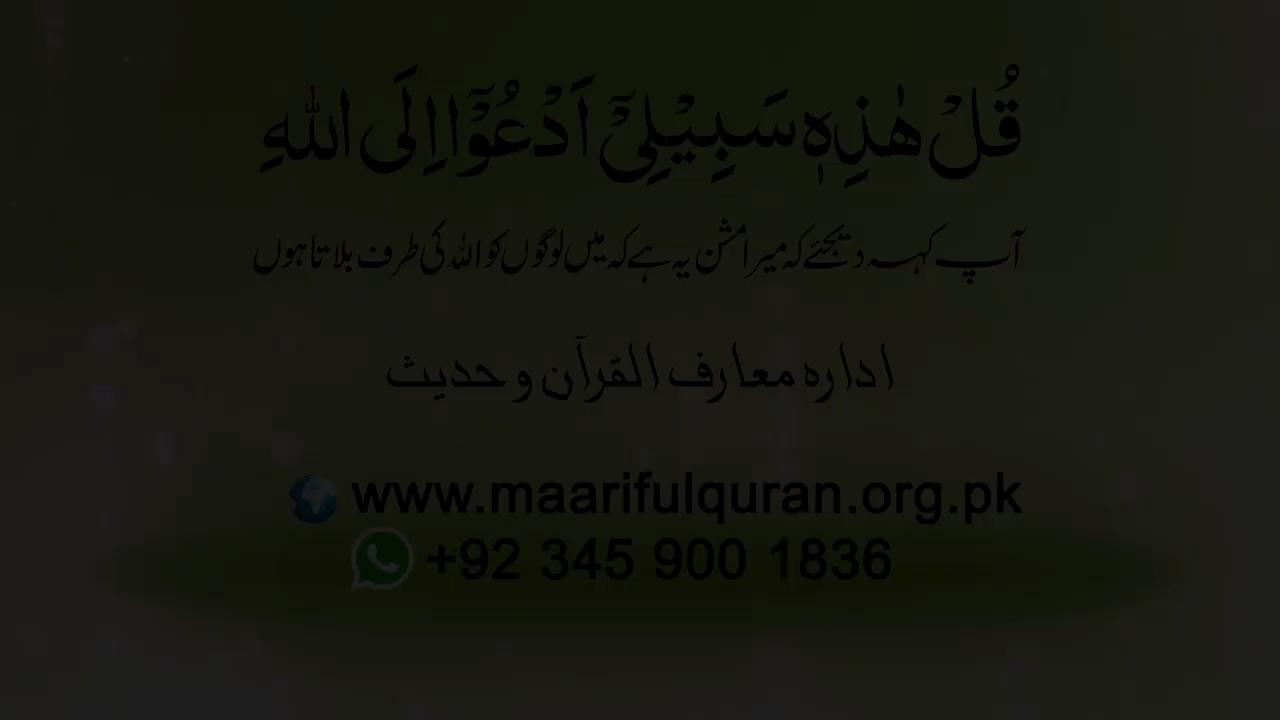 قُلْ هٰذِهٖ سَبِیْلِیْۤ اَدْعُوْۤا اِلَی اللهِ
آپ کہہ دیجئے کہ میرا مشن یہ ہے کہ میں لوگوں کو اللہ کی طرف بلاتا ہوں
ادارہ معارف القرآن و حدیث
www.maarifulquran.org.pk
+92 345 900 1836